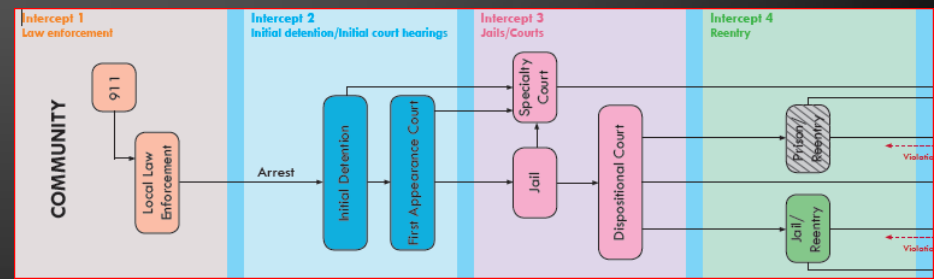 Intercept 1
Law enforcement
Intercept 2
Initial detention/Initial court hearings
Intercept 3
Jails/Courts
Intercept 4
Reentry
COMMUNITY
911
Local Law
Enforcement
Arrest
Initial Detention
First Appearance Court
Specialty
Court
Jail
Dispositional Court
Prison/
Reentry
Jail/
Reentry